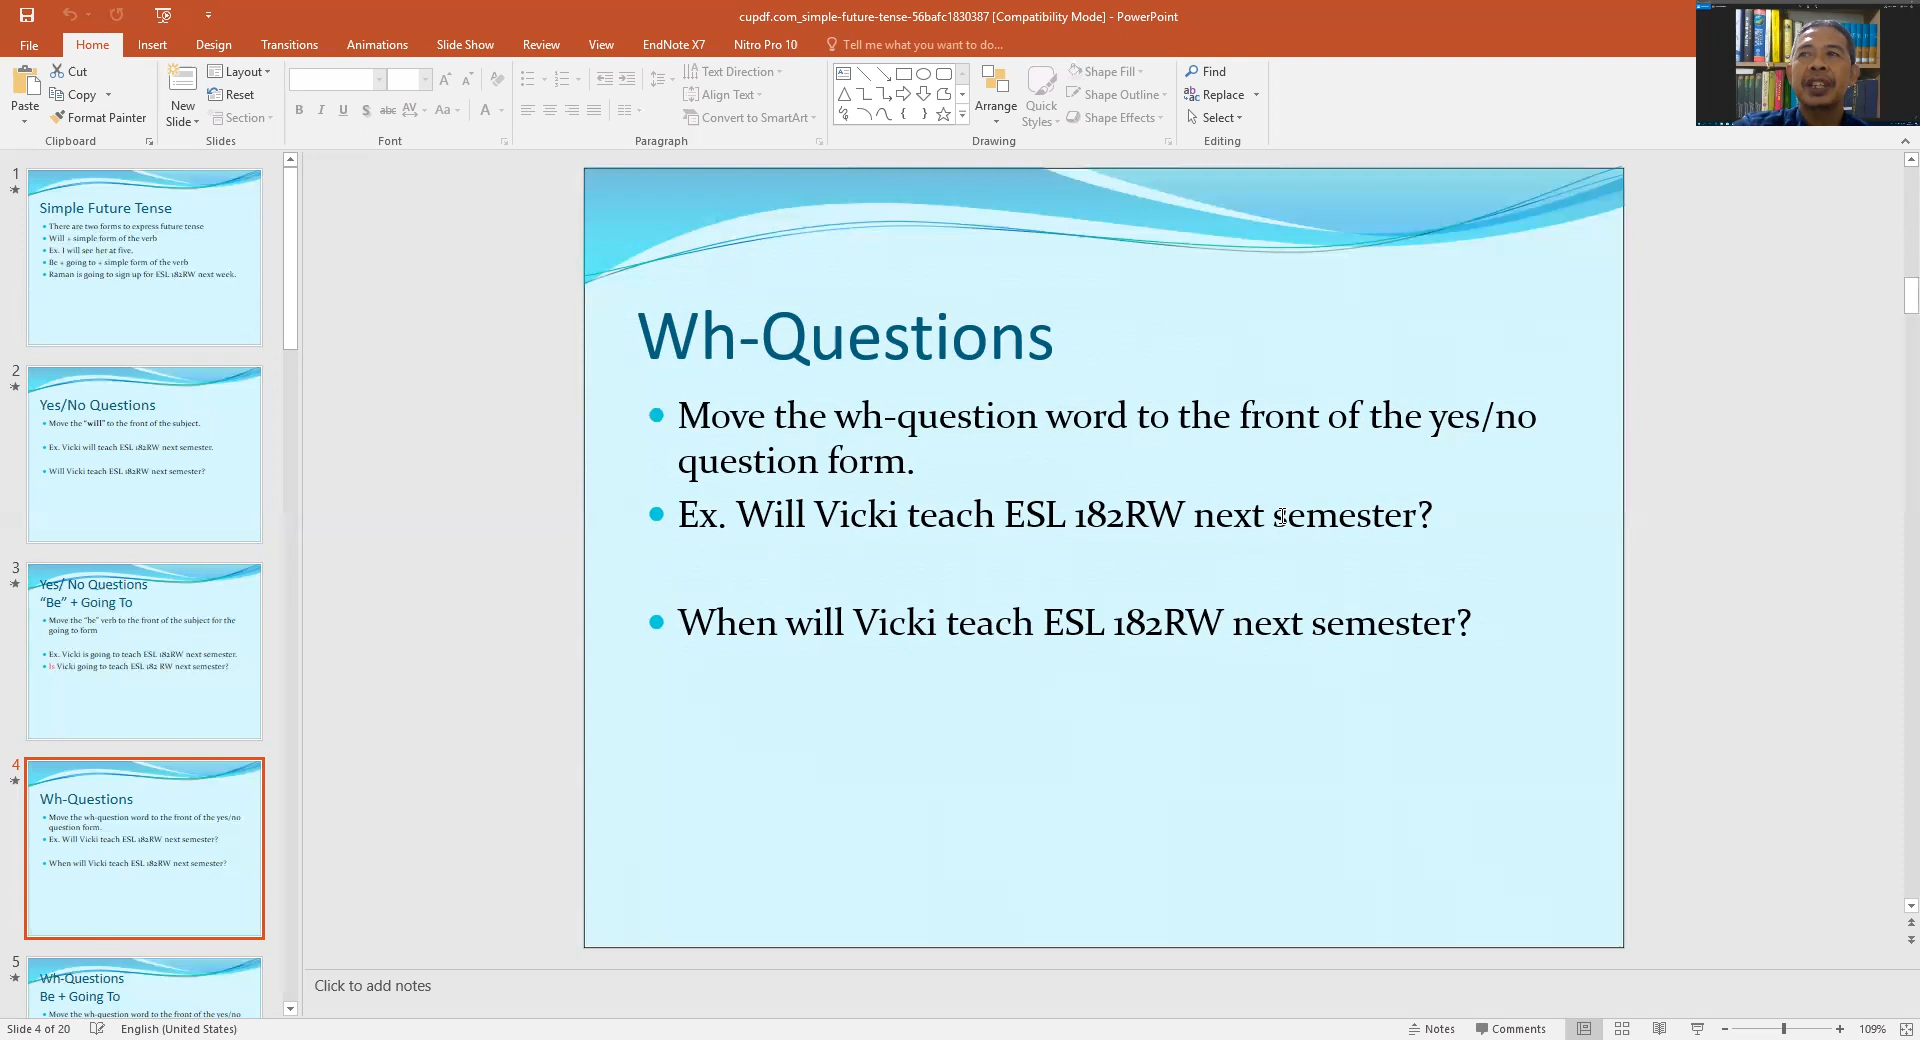 cupdf.com_simple-future-tense-56bafc1830387 [Compatibility Mode] - PowerPoint
File Home Insert Design Transitions Animations Slide Show Review View EndNote X7 Nitro Pro 10 Tell me what you want to do...
Paste
Cut
Copy
Format Painter
Clipboard
New
Slide
Layout
Reset
Section
Slides
B I U S abc AV Aa A
Font
Text Direction
Align Text
Convert to SmartArt
Paragraph
Arrange
Quick
Styles
Shape Fill
Shape Outline
Shape Effects
Drawing
Find
Replace
Select
Editing
1
Simple Future Tense
There are two forms to express future tense
Will + simple form of the verb
Ex. I will see her at five.
Be + going to + simple form of the verb
Raman is going to sign up for ESL 182RW next week.
2
Yes/No Questions
Move the "will" to the front of the subject.
Ex. Vicki will teach ESL 182RW next semester.
Will Vicki teach ESL 182RW next semester?
3
Yes/ No Questions
“Be” + Going To
Move the "be" verb to the front of the subject for the
going to form
Ex. Vicki is going to teach ESL 182RW next semester.
Is Vicki going to teach ESL 182 RW next semester?
4
Wh-Questions
Move the wh-question word to the front of the yes/no
question form.
Ex. Will Vicki teach ESL 182RW next semester?
When will Vicki teach ESL 182RW next semester?
5
Wh-Questions
Be + Going To
Move the wh-question word to the front of the yes/no
Wh-Questions
Move the wh-question word to the front of the yes/no
question form.
Ex. Will Vicki teach ESL 182RW next semester?
When will Vicki teach ESL 182RW next semester?
Click to add notes
Slide 4 of 20 English (United States) Notes Comments 109%